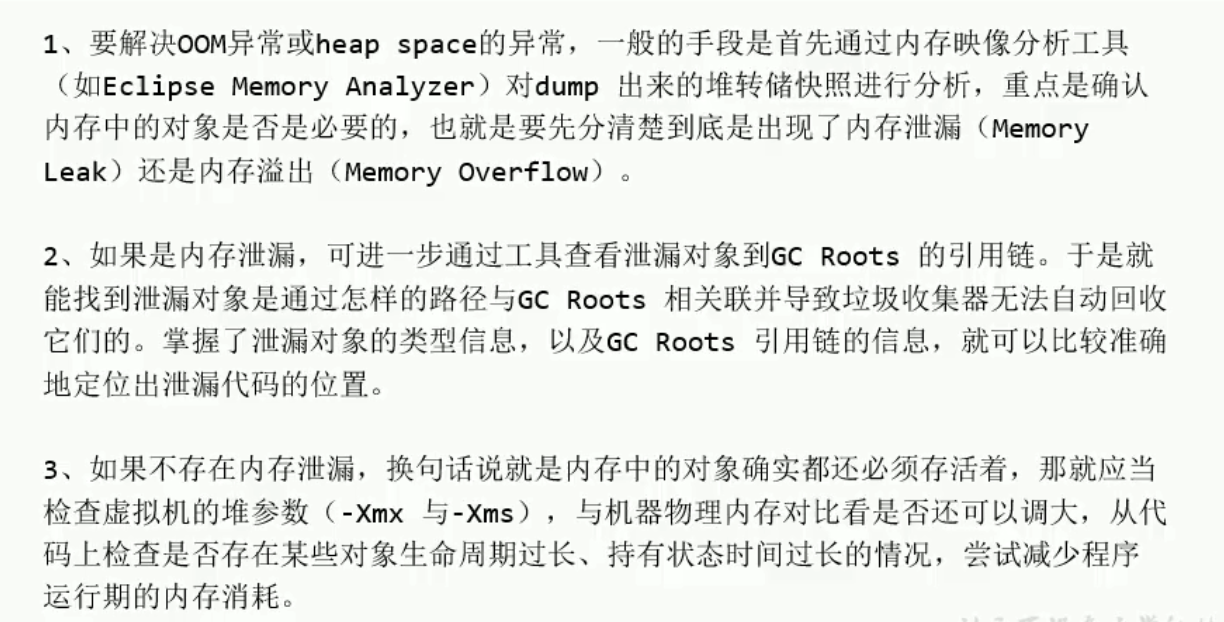 1、要解决OOM异常或heap space的异常，一般的手段是首先通过内存映像分析工具
（如Eclipse Memory Analyzer）对dump 出来的堆转储快照进行分析，重点是确认
内存中的对象是否是必要的，也就是要先分清楚到底是出现了内存泄漏（Memory
Leak）还是内存溢出（Memory Overflow）。
2、如果是内存泄漏，可进一步通过工具查看泄漏对象到GC Roots 的引用链。于是就
能找到泄漏对象是通过怎样的路径与GC Roots 相关联并导致垃圾收集器无法自动回收
它们的。掌握了泄漏对象的类型信息，以及GC Roots 引用链的信息，就可以比较准确
地定位出泄漏代码的位置。
3、如果不存在内存泄漏，换句话说就是内存中的对象确实都还必须存活着，那就应当
检查虚拟机的堆参数（-Xmx 与-Xms），与机器物理内存对比看是否还可以调大，从代
码上检查是否存在某些对象生命周期过长、持有状态时间过长的情况，尝试减少程序
运行期的内存消耗。